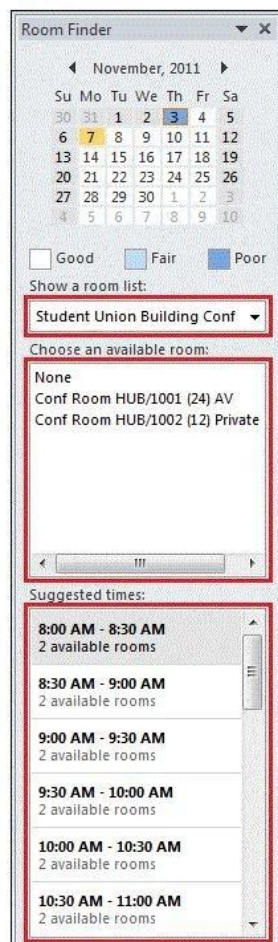 Room Finder
November, 2011
Su Mo Tu We Th Fr Sa
30 31 1 2 3 4 5
6 7 8 9 10 11 12
13 14 15 16 17 18 19
20 21 22 23 24 25 26
27 28 29 30 1 2 3
4 5 6 7 8 9 10
Good Fair Poor
Show a room list:
Student Union Building Conf
Choose an available room:
None
Conf Room HUB/1001 (24) AV
Conf Room HUB/1002 (12) Private
Suggested times:
8:00 AM - 8:30 AM
2 available rooms
8:30 AM - 9:00 AM
2 available rooms
9:00 AM - 9:30 AM
2 available rooms
9:30 AM - 10:00 AM
2 available rooms
10:00 AM - 10:30 AM
2 available rooms
10:30 AM - 11:00 AM
2 available rooms